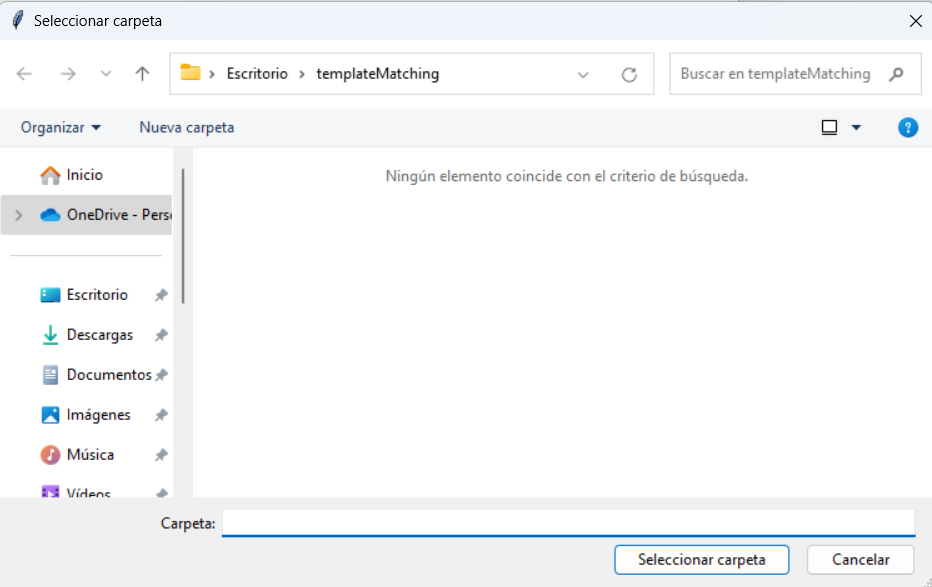 Seleccionar carpeta
Escritorio templateMatching
Buscar en templateMatching
Organizar Nueva carpeta
Inicio
Ningún elemento coincide con el criterio de búsqueda.
OneDrive - Perso
Escritorio
Descargas
Documentos
Imágenes
Música
Vídeos
Carpeta:
Seleccionar carpeta Cancelar